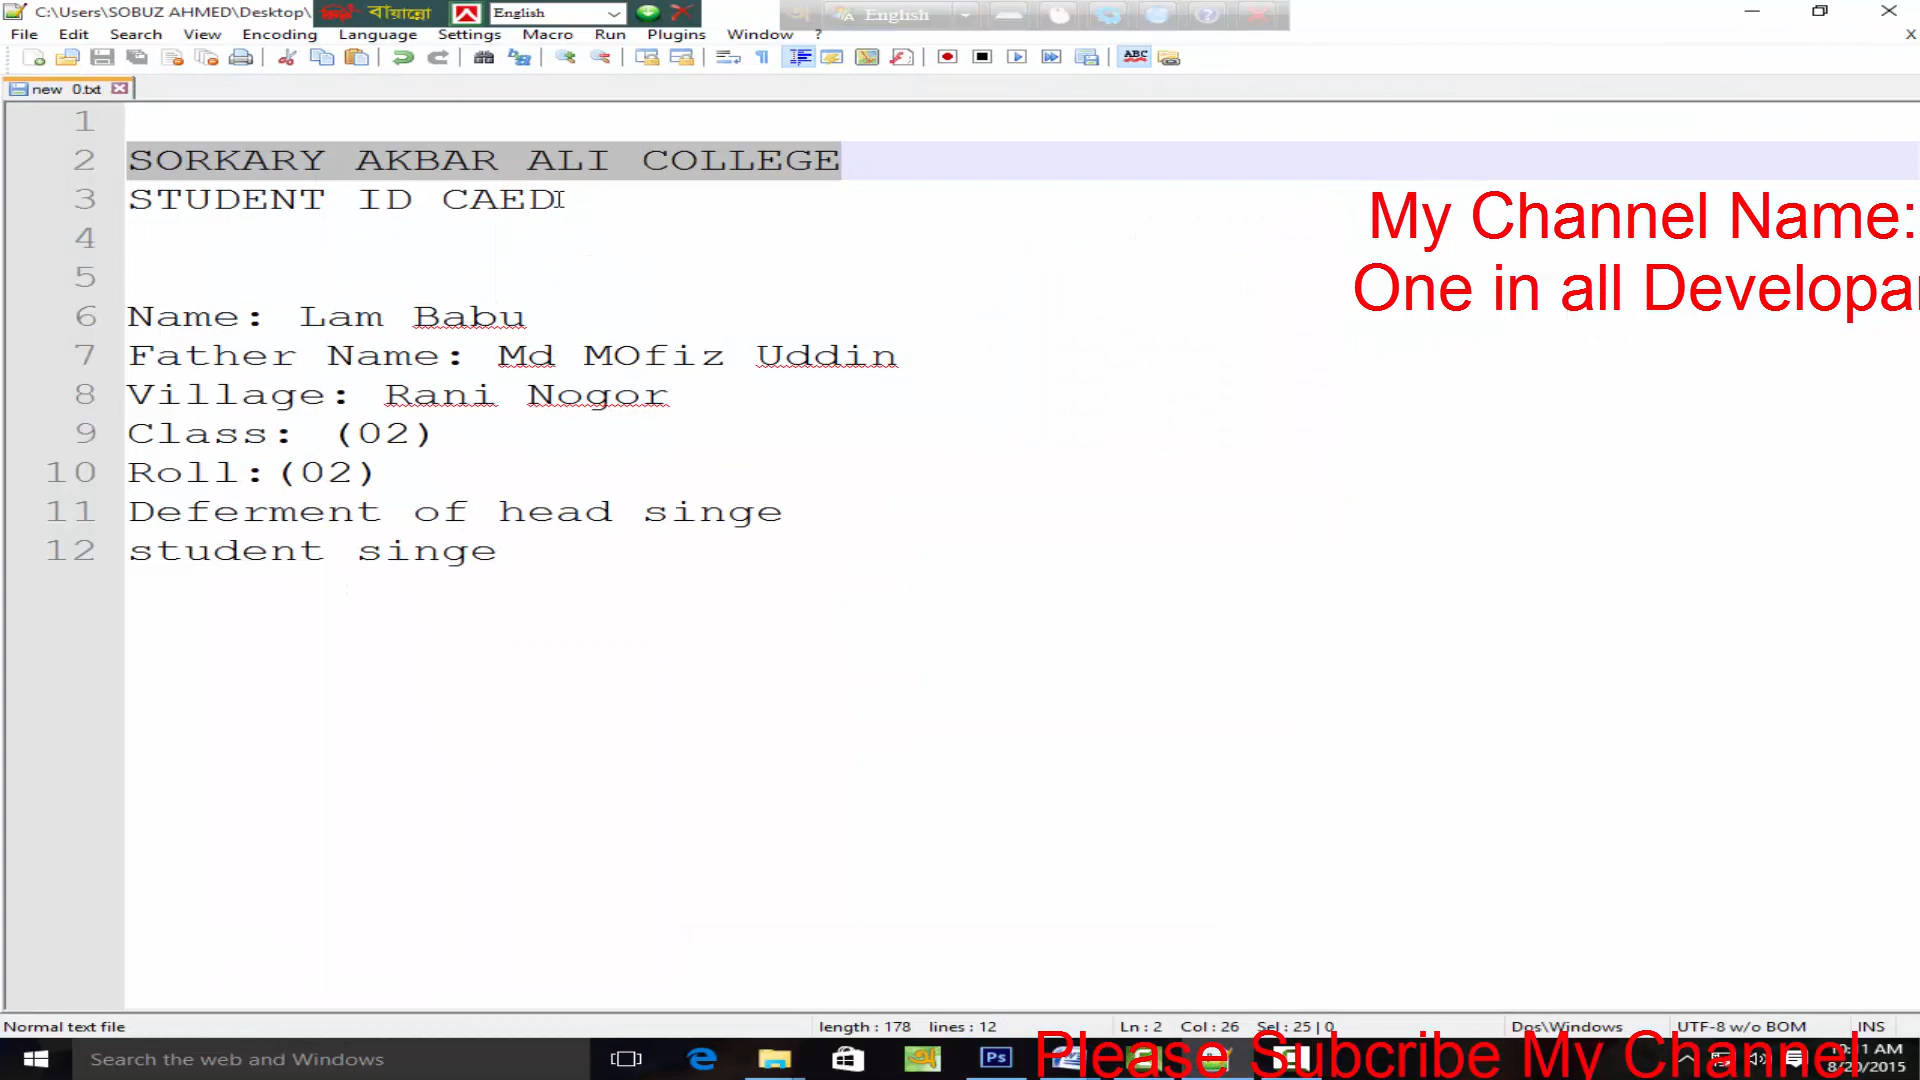 C:\Users\SOBUZ AHMED\Desktop\
বায়ান্নো
English
English
File Edit Search View Encoding Language Settings Macro Run Plugins Window ?
X
ABC
new 0.txt
1
2 SORKARY AKBAR ALI COLLEGE
3 STUDENT ID CAED
4
5
6 Name: Lam Babu
7 Father Name: Md MOfiz Uddin
8 Village: Rani Nogor
9 Class: (02)
10 Roll:(02)
11 Deferment of head singe
12 student singe
My Channel Name:
One in all Developar
Normal text file length : 178 lines : 12 Ln : 2 Col : 26 Sel : 25 | 0 Dos\Windows UTF-8 w/o BOM INS
Search the web and Windows
Ps
Please Subcribe My Channel
8/20/2015